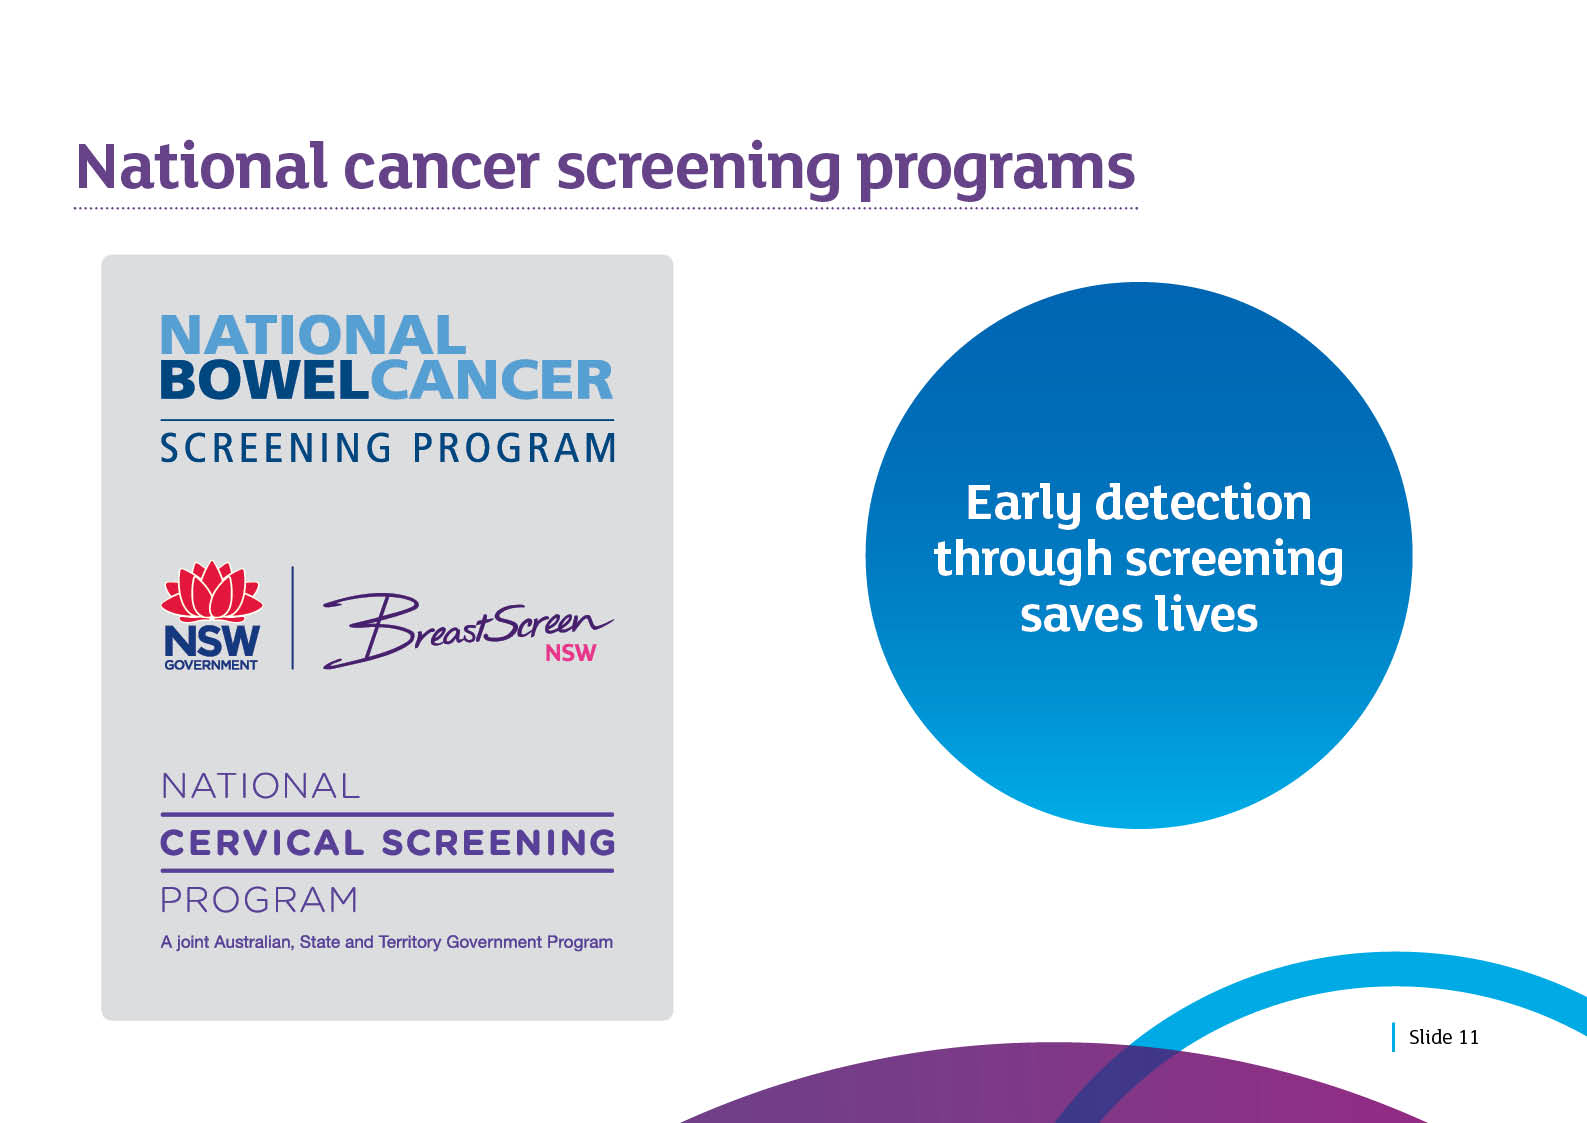 National cancer screening programs
NATIONAL
BOWELCANCER
SCREENING PROGRAM
NSW
GOVERNMENT
BreastScreen
NSW
NATIONAL
CERVICAL SCREENING
PROGRAM
A joint Australian, State and Territory Government Program
Early detection
through screening
saves lives
Slide 11